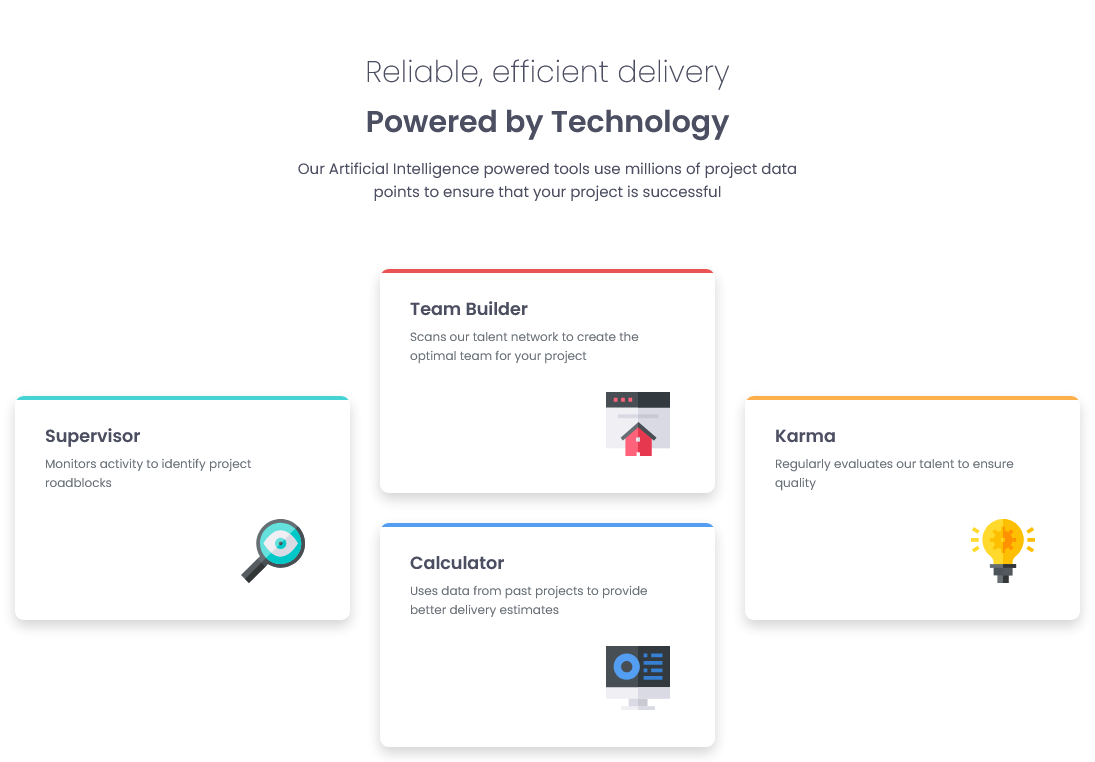 Reliable, efficient delivery
Powered by Technology
Our Artificial Intelligence powered tools use millions of project data
points to ensure that your project is successful
Team Builder
Scans our talent network to create the
optimal team for your project
Supervisor
Monitors activity to identify project
roadblocks
Karma
Regularly evaluates our talent to ensure
quality
Calculator
Uses data from past projects to provide
better delivery estimates